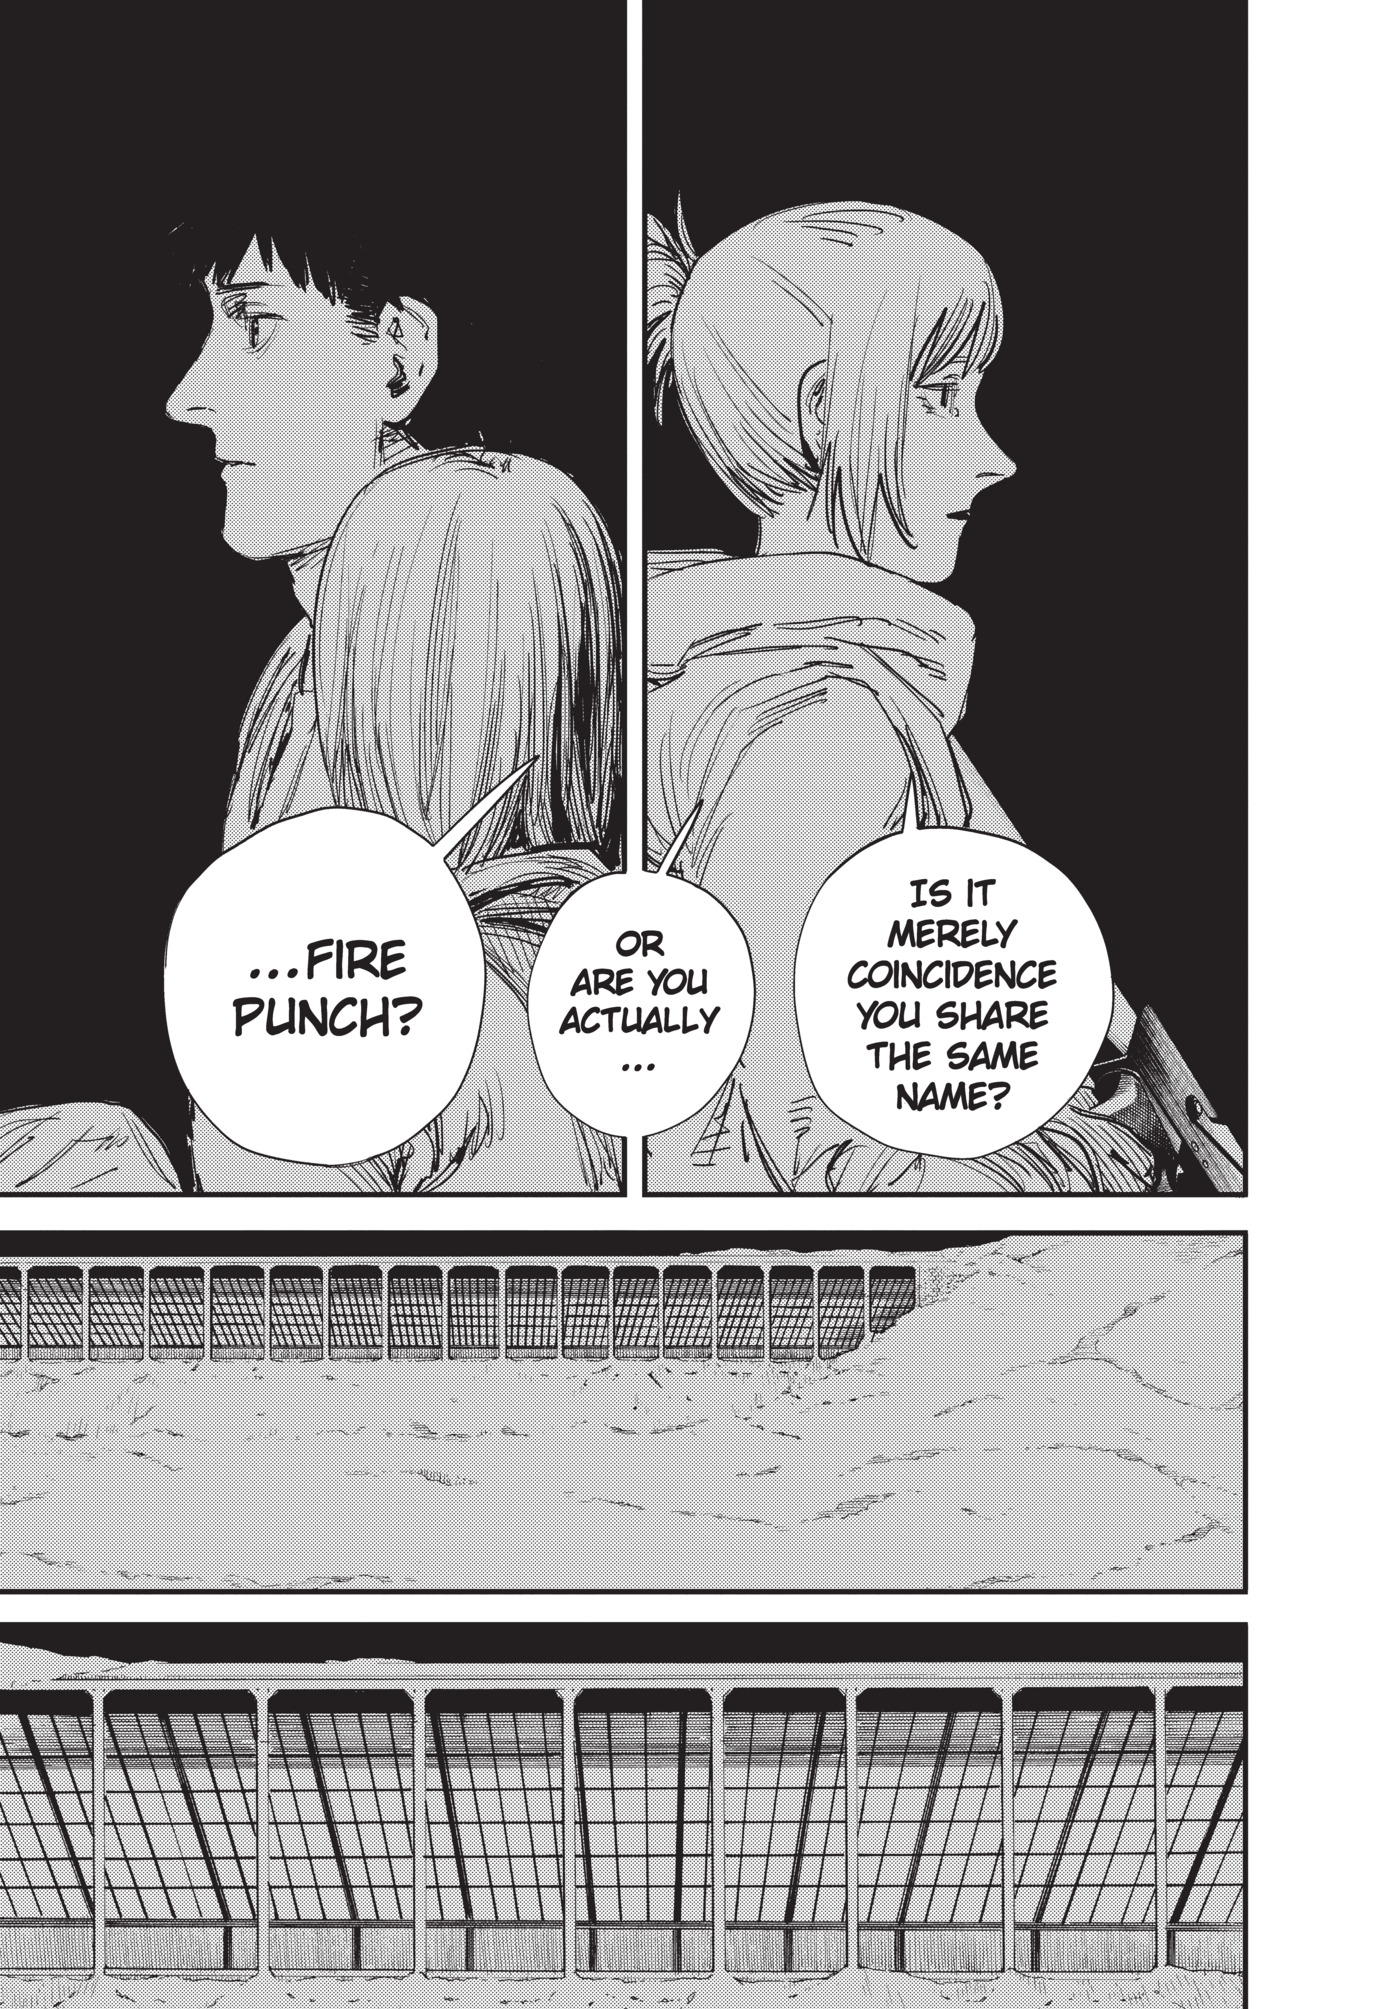 IS IT
MERELY
COINCIDENCE
YOU SHARE
THE SAME
NAME?
OR
ARE YOU
ACTUALLY
...
...FIRE
PUNCH?